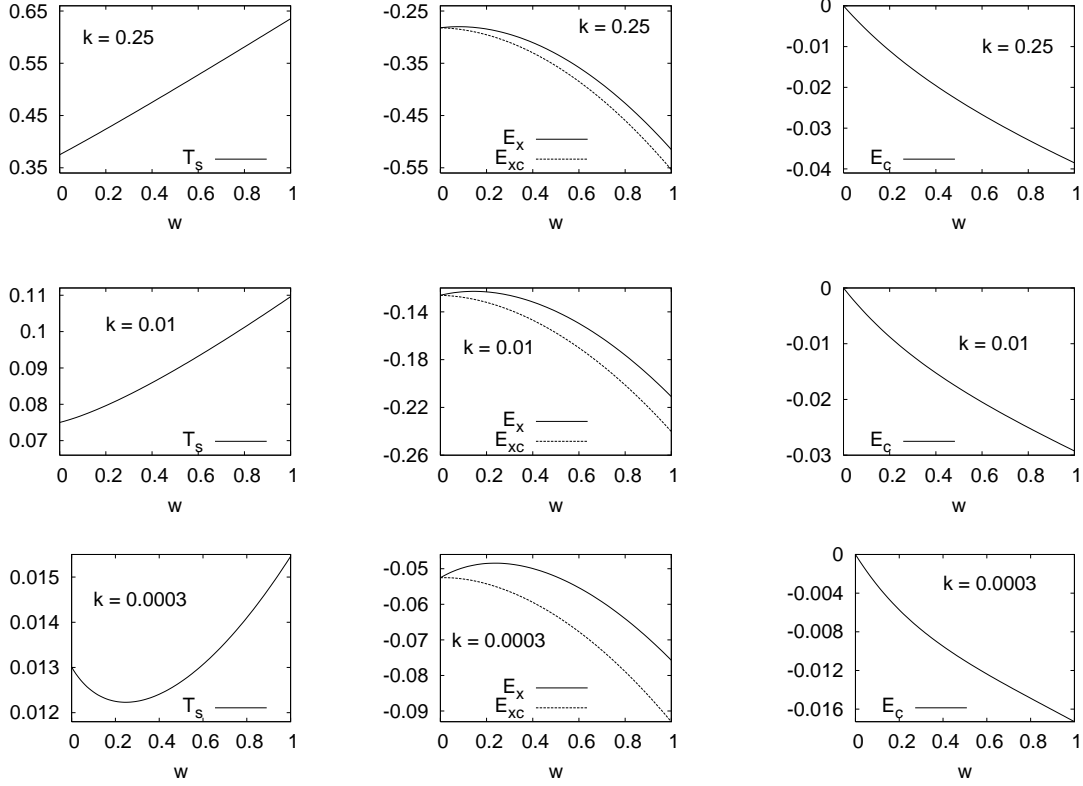 0.65
0.55
0.45
0.35
k = 0.25
T_s
0 0.2 0.4 0.6 0.8 1
w
-0.25
-0.35
-0.45
-0.55
k = 0.25
E_x
E_xc
0 0.2 0.4 0.6 0.8 1
w
0
-0.01
-0.02
-0.03
-0.04
k = 0.25
E_c
0 0.2 0.4 0.6 0.8 1
w
0.11
0.1
0.09
0.08
0.07
k = 0.01
T_s
0 0.2 0.4 0.6 0.8 1
w
-0.14
-0.18
-0.22
-0.26
k = 0.01
E_x
E_xc
0 0.2 0.4 0.6 0.8 1
w
0
-0.01
-0.02
-0.03
k = 0.01
E_c
0 0.2 0.4 0.6 0.8 1
w
0.015
0.014
0.013
0.012
k = 0.0003
T_s
0 0.2 0.4 0.6 0.8 1
w
-0.05
-0.06
-0.07
-0.08
-0.09
k = 0.0003
E_x
E_xc
0 0.2 0.4 0.6 0.8 1
w
0
-0.004
-0.008
-0.012
-0.016
k = 0.0003
E_c
0 0.2 0.4 0.6 0.8 1
w